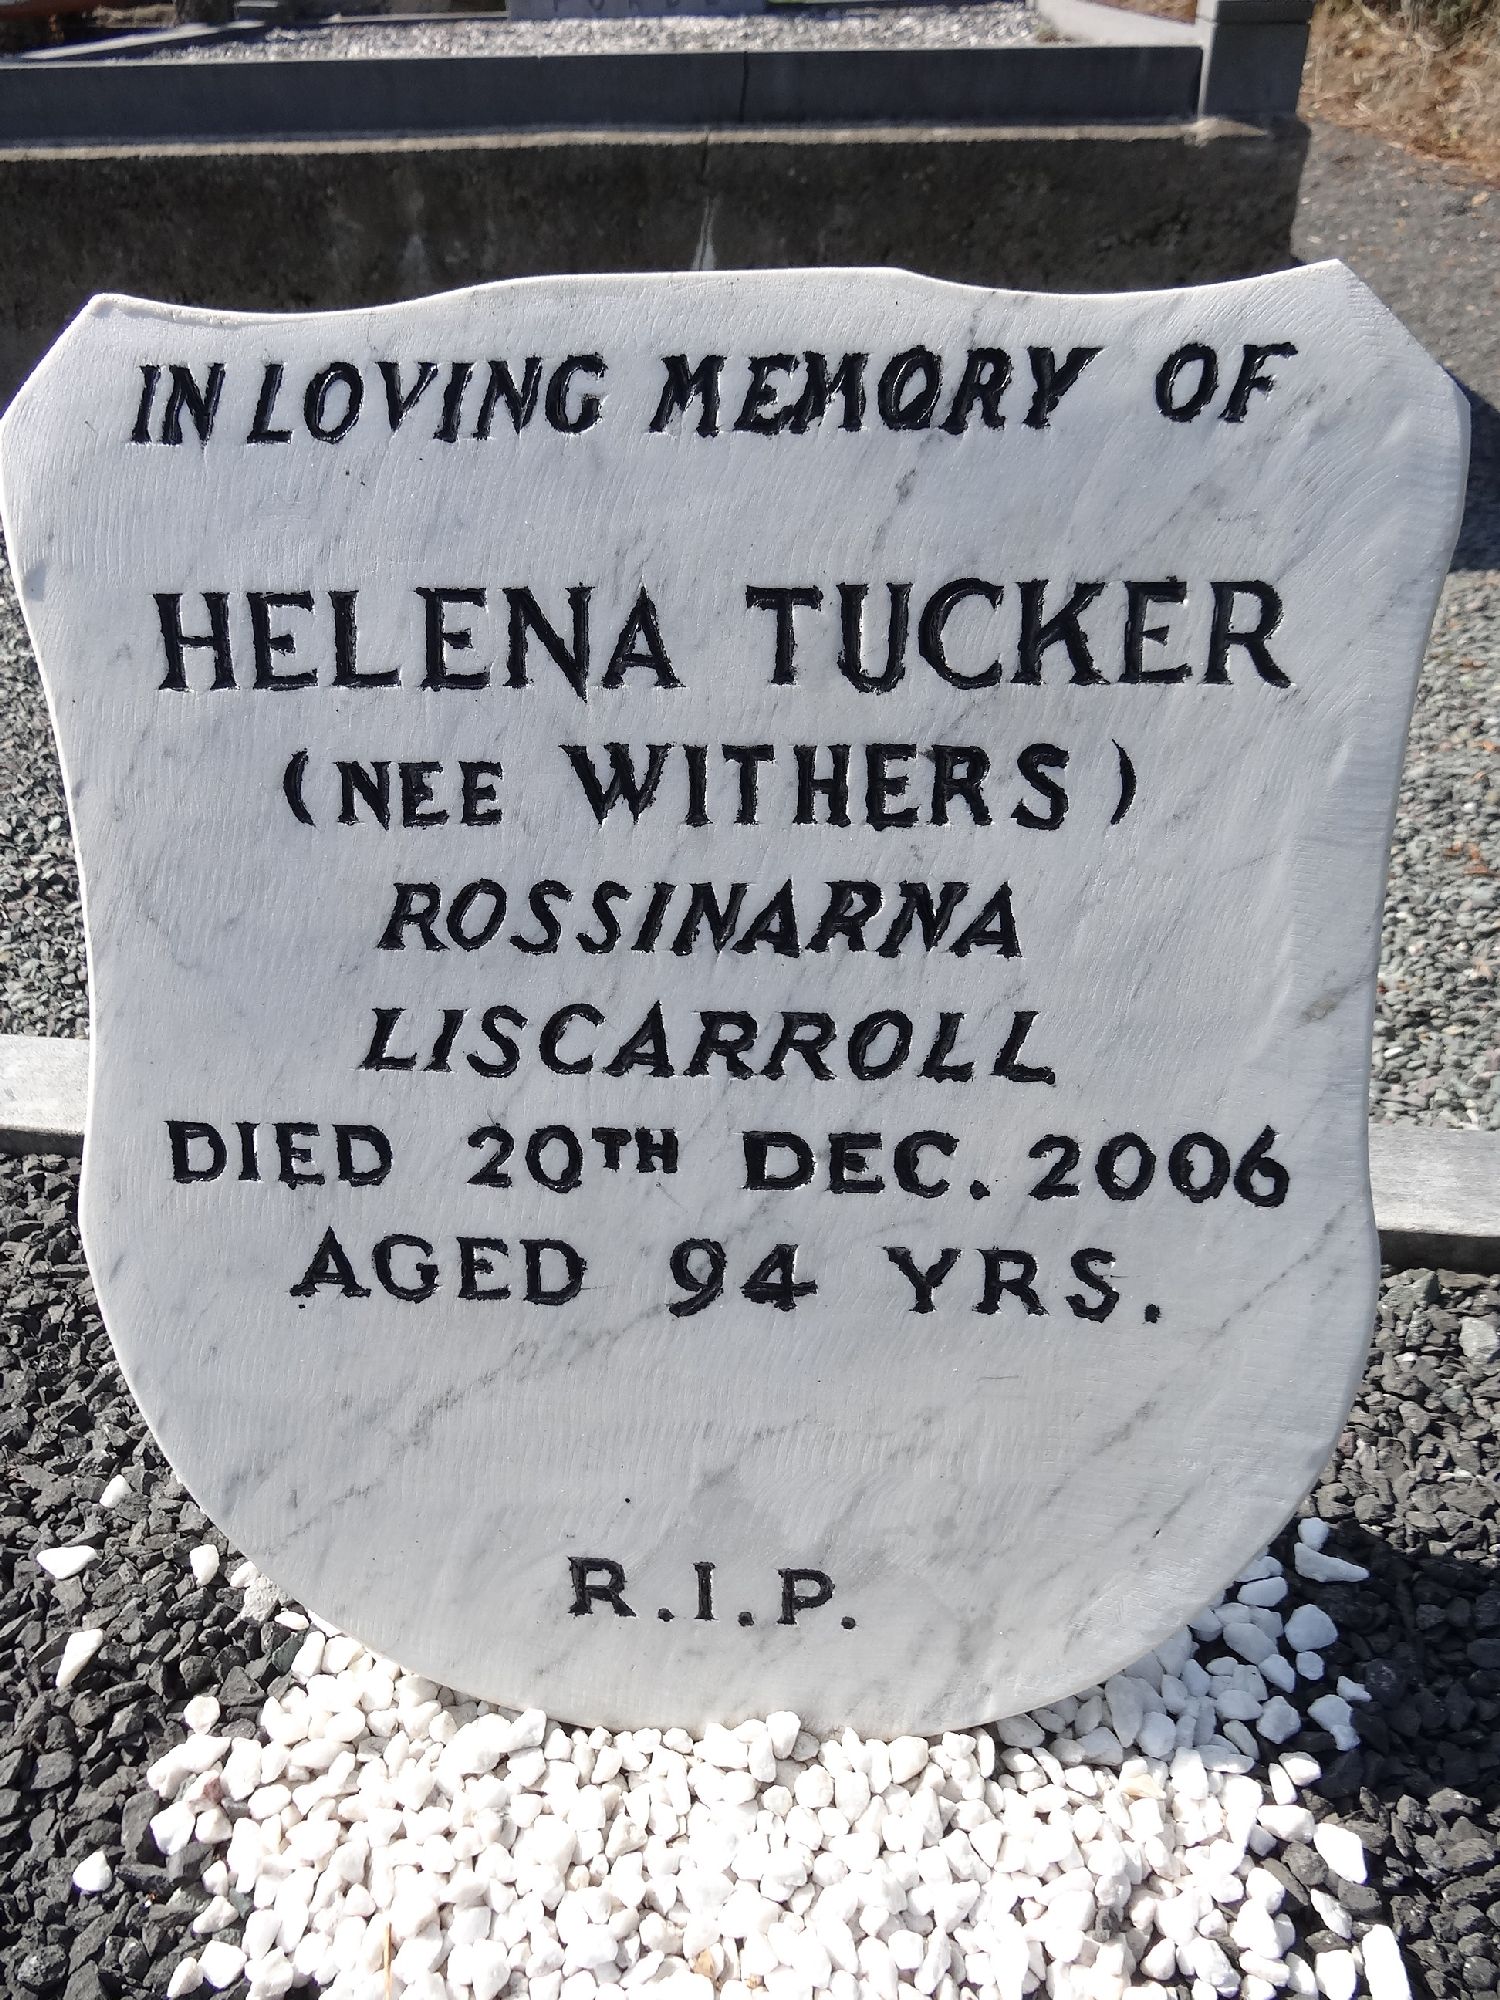 IN LOVING MEMORY OF
HELENA TUCKER
(NEE WITHERS)
ROSSINARNA
LISCARROLL
DIED 20TH DEC. 2006
AGED 94 YRS.
R.I.P.